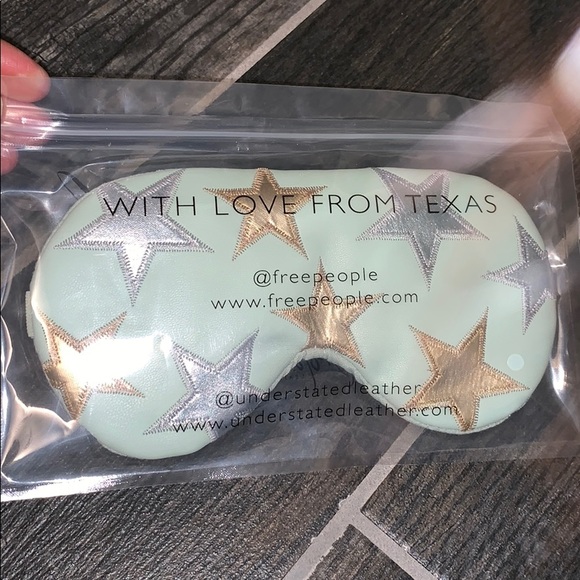 WITH LOVE FROM TEXAS
@freepeople
www.freepeople.com
@understatedleather
www.understatedleather.com